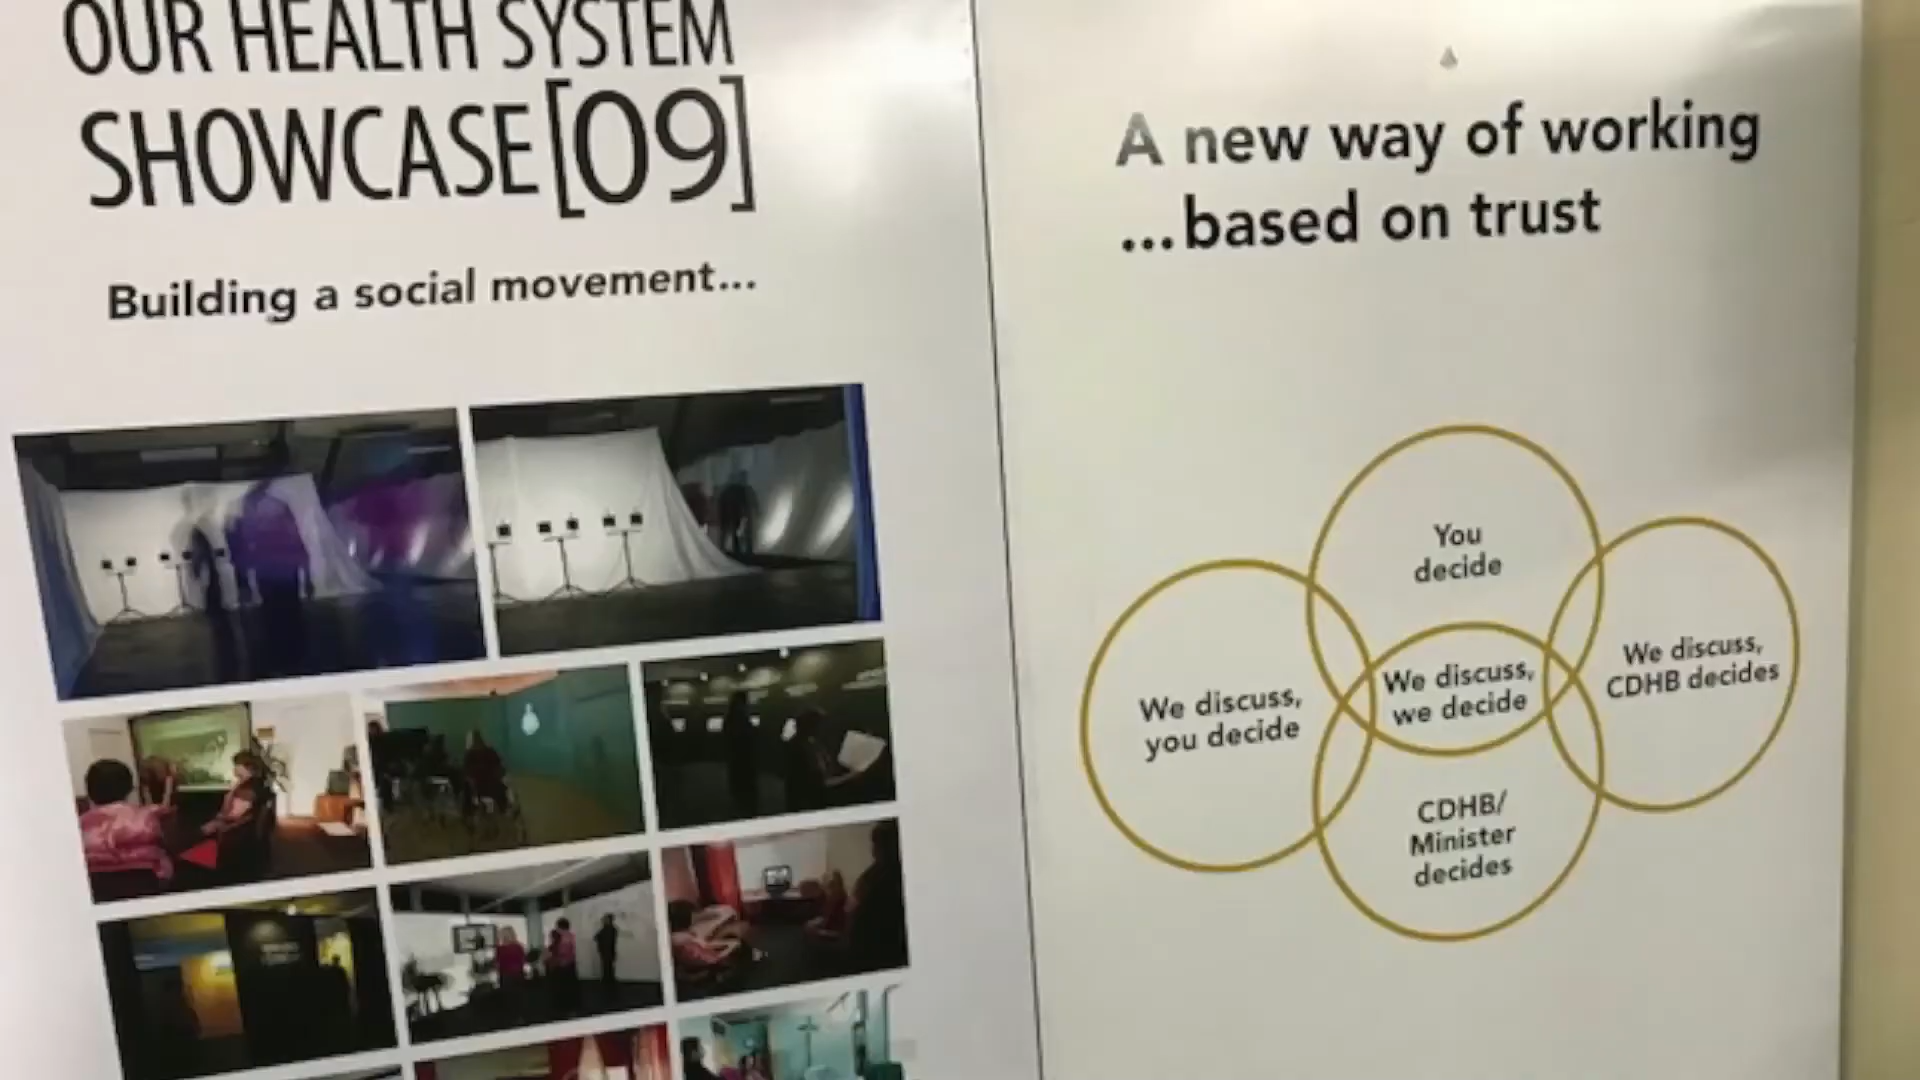 OUR HEALTH SYSTEM
SHOWCASE[09]
Building a social movement...
A new way of working
...based on trust
You
decide
We discuss,
you decide
We discuss,
we decide
We discuss,
CDHB decides
CDHB/
Minister
decides